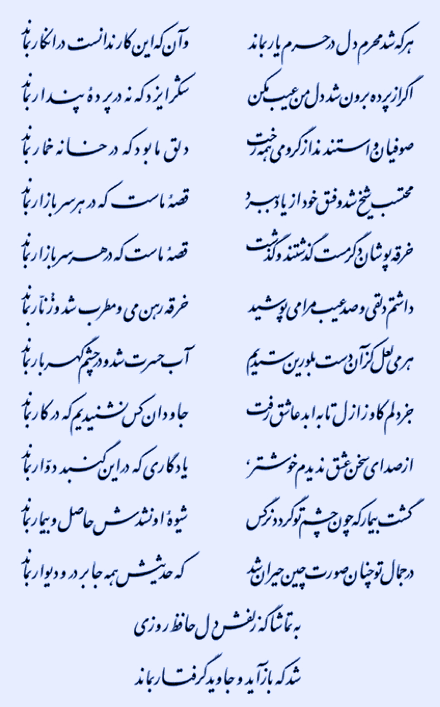 هرکه شد محرم دل در حرم یار بماند وآن که این کار ندانست در انکار بماند
اگر از پرده برون شد دل من عیب مکن شکر ایزد که نه در پردهٔ پندار بماند
صوفیان واستدند از گرو می همه رخت دلق ما بود که در خانه خمار بماند
محتسب شیخ شد و فسق خود از یاد ببرد قصهٔ ماست که در هر سر بازار بماند
خرقه پوشان دگر مست گذشتند و گذشت قصهٔ ماست که در هر سر بازار بماند
داشتم دلقی و صد عیب مرا می پوشید خرقه رهن می و مطرب شد و زنّار بماند
هر می لعل کز آن دست بلورین ستدیم آب حسرت شد و در چشم گهربار بماند
جز دلم کاو ز ازل تا به ابد عاشق رفت جاودان کس نشنیدیم که در کار بماند
از صدای سخن عشق ندیدم خوشتر، یادگاری که در این گنبد دوّار بماند
گشت بیمار که چون چشم تو گردد نرگس شیوهٔ او نشدش حاصل و بیمار بماند
در جمال تو چنان صورت چین حیران شد که حدیثش همه جا بر در و دیوار بماند
به تماشاگه زلفش دل حافظ روزی
شد که باز آید و جاوید گرفتار بماند